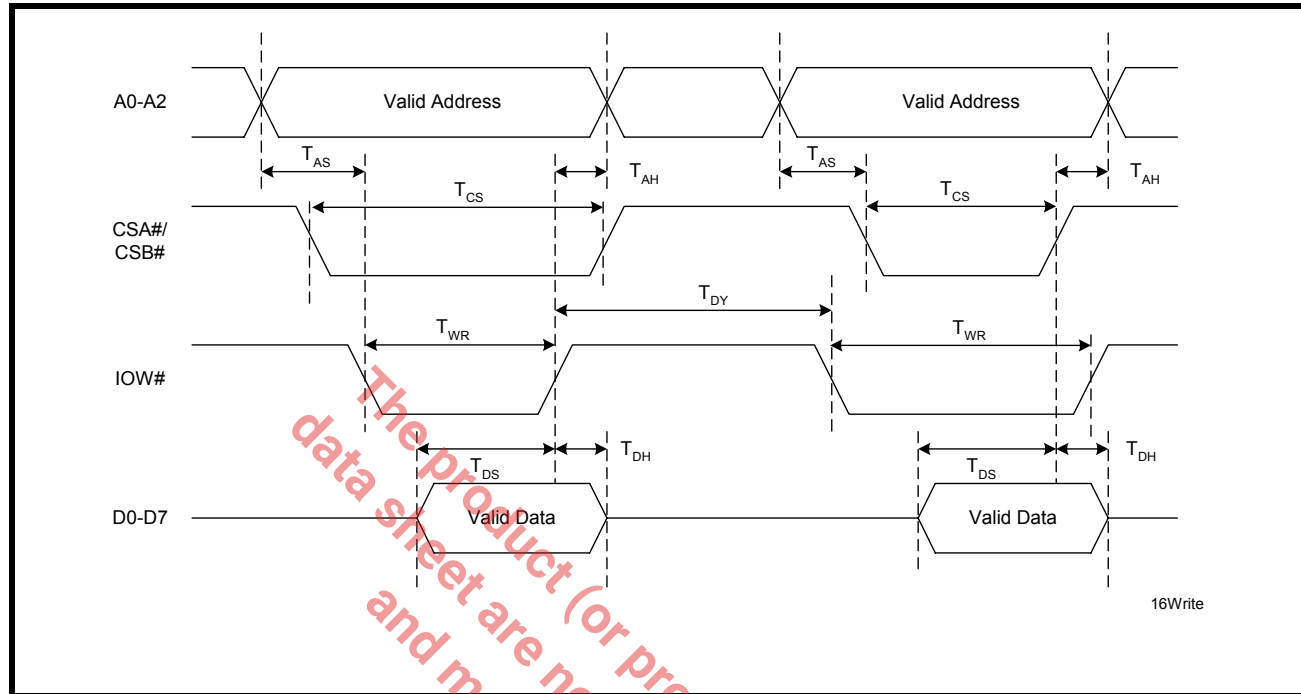 A0-A2
Valid Address
Valid Address
TAS
TAH
TAS
TAH
TCS
TCS
CSA#/
CSB#
TDY
TWR
TWR
IOW#
TDS
TDH
TDS
TDH
D0-D7
Valid Data
Valid Data
16Write
The product (or pro
data sheet are no
and m